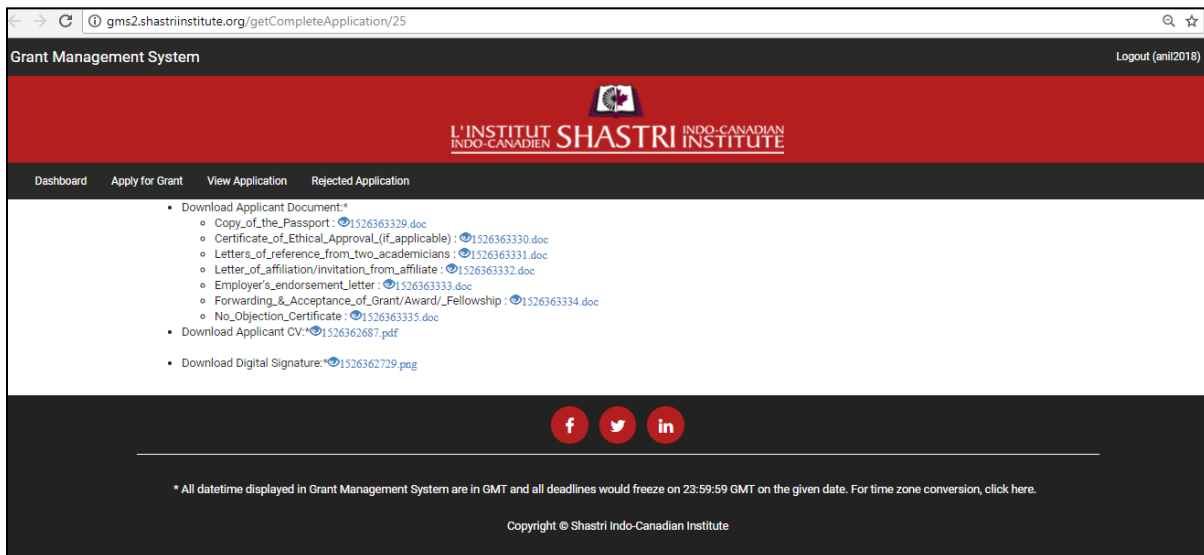 gms2.shastriinstitute.org/getCompleteApplication/25
Grant Management System Logout (anil2018)
L'INSTITUT SHASTRI INDO-CANADIAN
INDO-CANADIEN INSTITUTE
Dashboard Apply for Grant View Application Rejected Application
• Download Applicant Document:*
Copy_of_the_Passport : 1526363329.doc
Certificate_of_Ethical_Approval_(if_applicable) : 1526363330.doc
Letters_of_reference_from_two_academicians : 1526363331.doc
Letter_of_affiliation/invitation_from_affiliate : 1526363332.doc
Employer's_endorsement_letter : 1526363333.doc
Forwarding_&_Acceptance_of_Grant/Award/_Fellowship : 1526363334.doc
No_Objection_Certificate : 1526363335.doc
• Download Applicant CV:*1526362687.pdf
• Download Digital Signature:*1526362729.png
* All datetime displayed in Grant Management System are in GMT and all deadlines would freeze on 23:59:59 GMT on the given date. For time zone conversion, click here.
Copyright © Shastri Indo-Canadian Institute